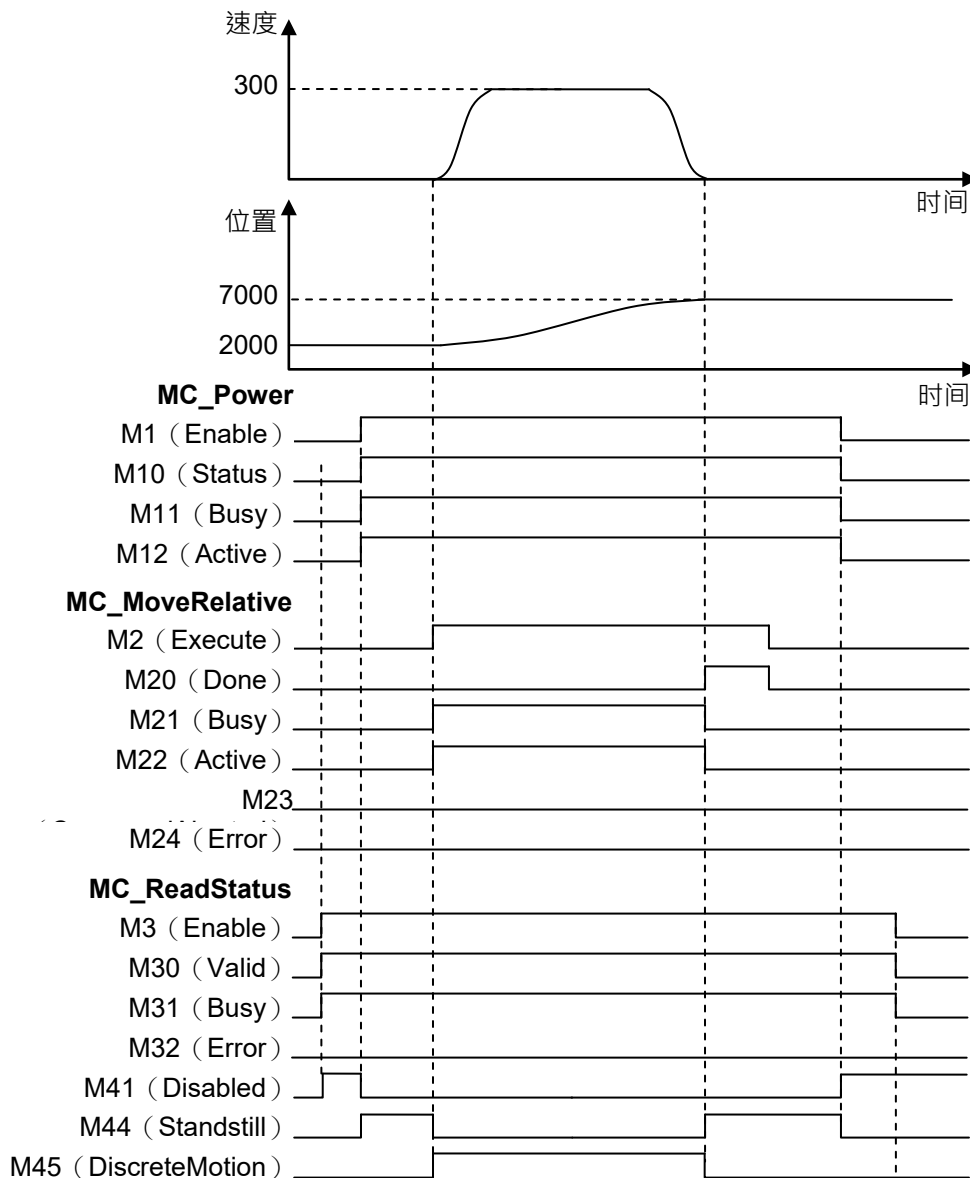 速度
300
时间
位置
7000
2000
时间
MC_Power
M1（Enable）
M10（Status）
M11（Busy）
M12（Active）
MC_MoveRelative
M2（Execute）
M20（Done）
M21（Busy）
M22（Active）
M23
M24（Error）
MC_ReadStatus
M3（Enable）
M30（Valid）
M31（Busy）
M32（Error）
M41（Disabled）
M44（Standstill）
M45（DiscreteMotion）